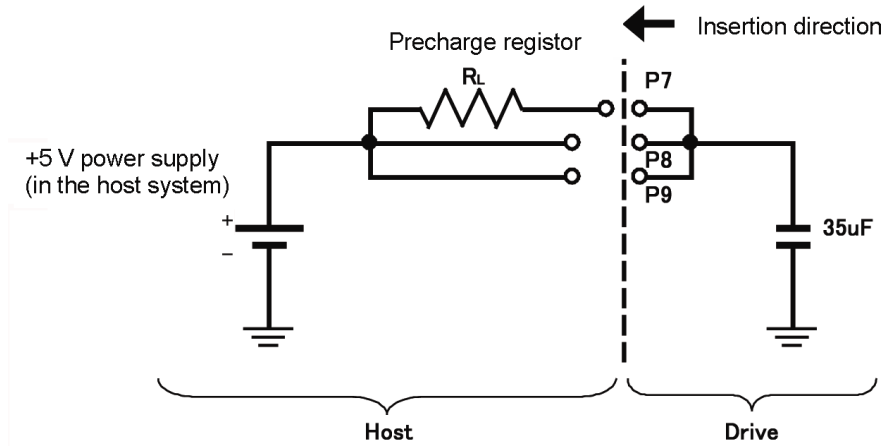 Insertion direction
Precharge registor
RL
P7
+5 V power supply
(in the host system)
P8
P9
+
−
35uF
Host
Drive